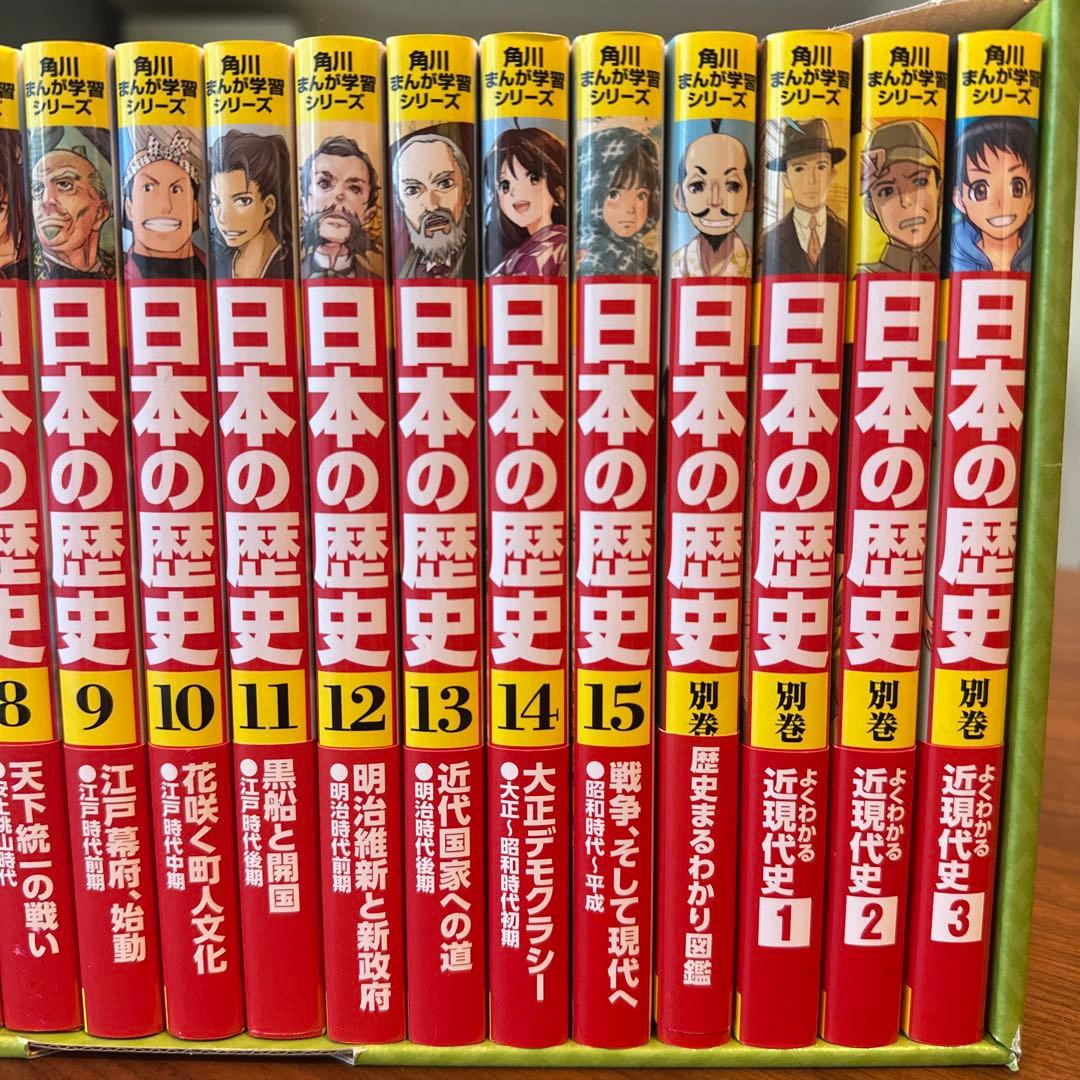 習
ズ
日
本
の
歴
史
8
天下統一の戦い
安土桃山時代
角川
まんが学習
シリーズ
日本の歴史
9
江戸幕府、始動
●江戸時代前期
角川
まんが学習
シリーズ
日本の歴史
10
花咲く町人文化
●江戸時代中期
角川
まんが学習
シリーズ
日本の歴史
11
黒船と開国
●江戸時代後期
角川
まんが学習
シリーズ
日本の歴史
12
明治維新と新政府
●明治時代前期
角川
まんが学習
シリーズ
日本の歴史
13
近代国家への道
●明治時代後期
角川
まんが学習
シリーズ
日本の歴史
14
大正デモクラシー
●大正～昭和時代初期
角川
まんが学習
シリーズ
日本の歴史
15
戦争、そして現代へ
●昭和時代～平成
角川
まんが学習
シリーズ
日本の歴史
別巻
歴史まるわかり図鑑
角川
まんが学習
シリーズ
日本の歴史
別巻
よくわかる
近現代史1
角川
まんが学習
シリーズ
日本の歴史
別巻
よくわかる
近現代史2
角川
まんが学習
シリーズ
日本の歴史
別巻
よくわかる
近現代史3